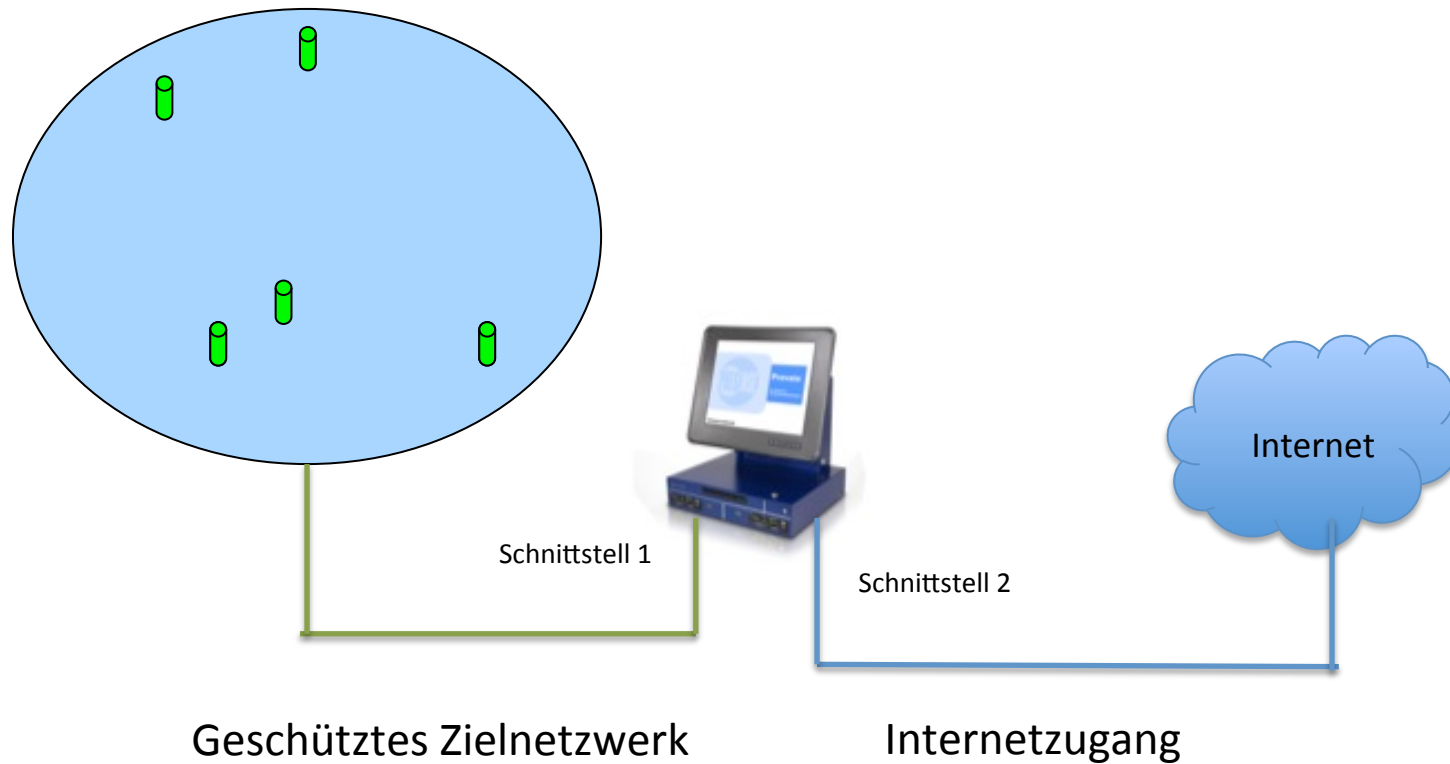 Internet
Schnittstell 1
Schnittstell 2
Geschütztes Zielnetzwerk
Internetzugang